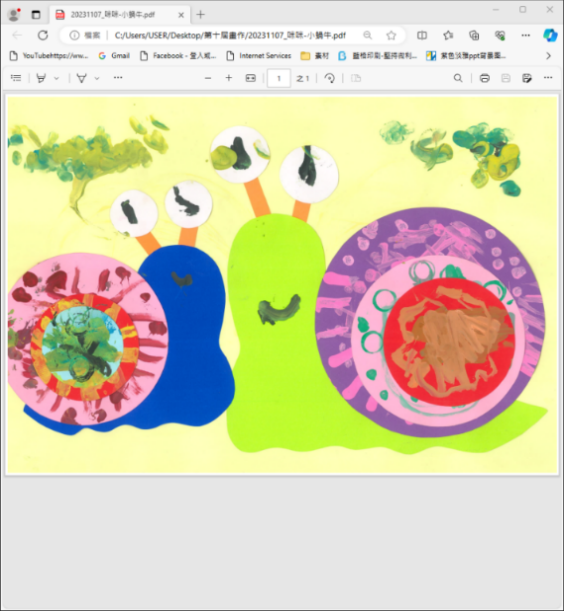 20231107_咪咪-小蝸牛.pdf
檔案 C:/Users/USER/Desktop/第十屆畫作/20231107_咪咪-小蝸牛.pdf
YouTubehttps://ww... Gmail Facebook - 登入或... Internet Services 素材
1 之 1